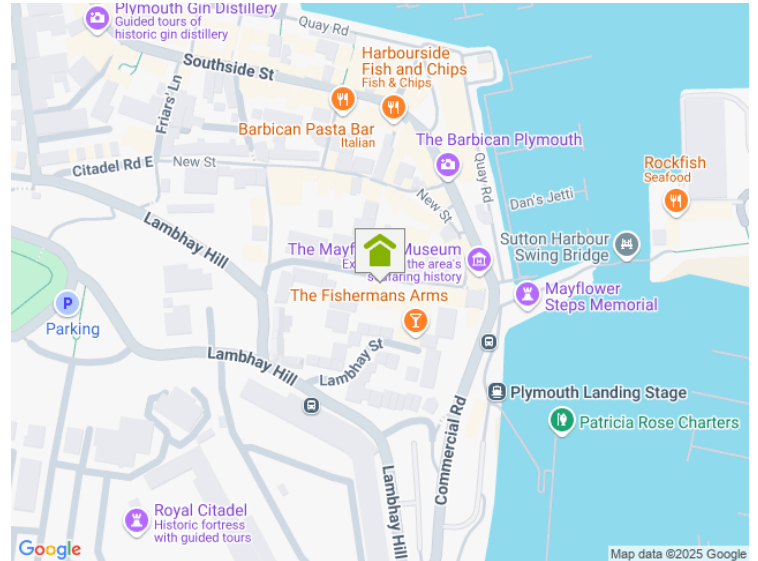 Plymouth Gin Distillery
Guided tours of
historic gin distillery
Quay Rd
Southside St
Harbourside
Fish and Chips
Fish & Chips
Friars' Ln
Barbican Pasta Bar
Italian
The Barbican Plymouth
Citadel Rd E
New St
Quay Rd
Rockfish
Seafood
New St
Dan's Jetti
Lambhay Hill
The Mayf Museum
Ex the area's
s faring history
Sutton Harbour
Swing Bridge
The Fishermans Arms
Mayflower
Steps Memorial
P
Parking
Lambhay Hill
Lambhay St
Plymouth Landing Stage
Commercial Rd
Patricia Rose Charters
Lambhay Hill
Royal Citadel
Historic fortress
with guided tours
Google
Map data ©2025 Google